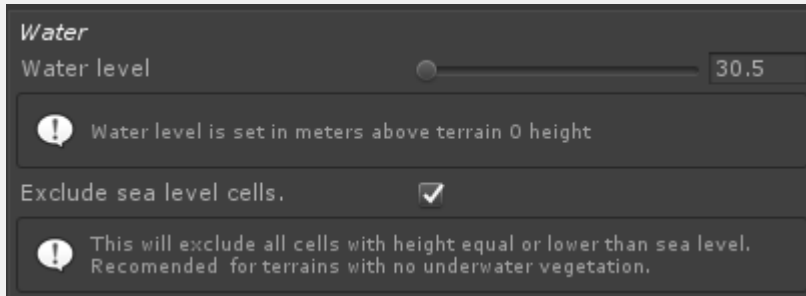 Water
Water level 30.5
Water level is set in meters above terrain 0 height
Exclude sea level cells.
This will exclude all cells with height equal or lower than sea level.
Recomended for terrains with no underwater vegetation.